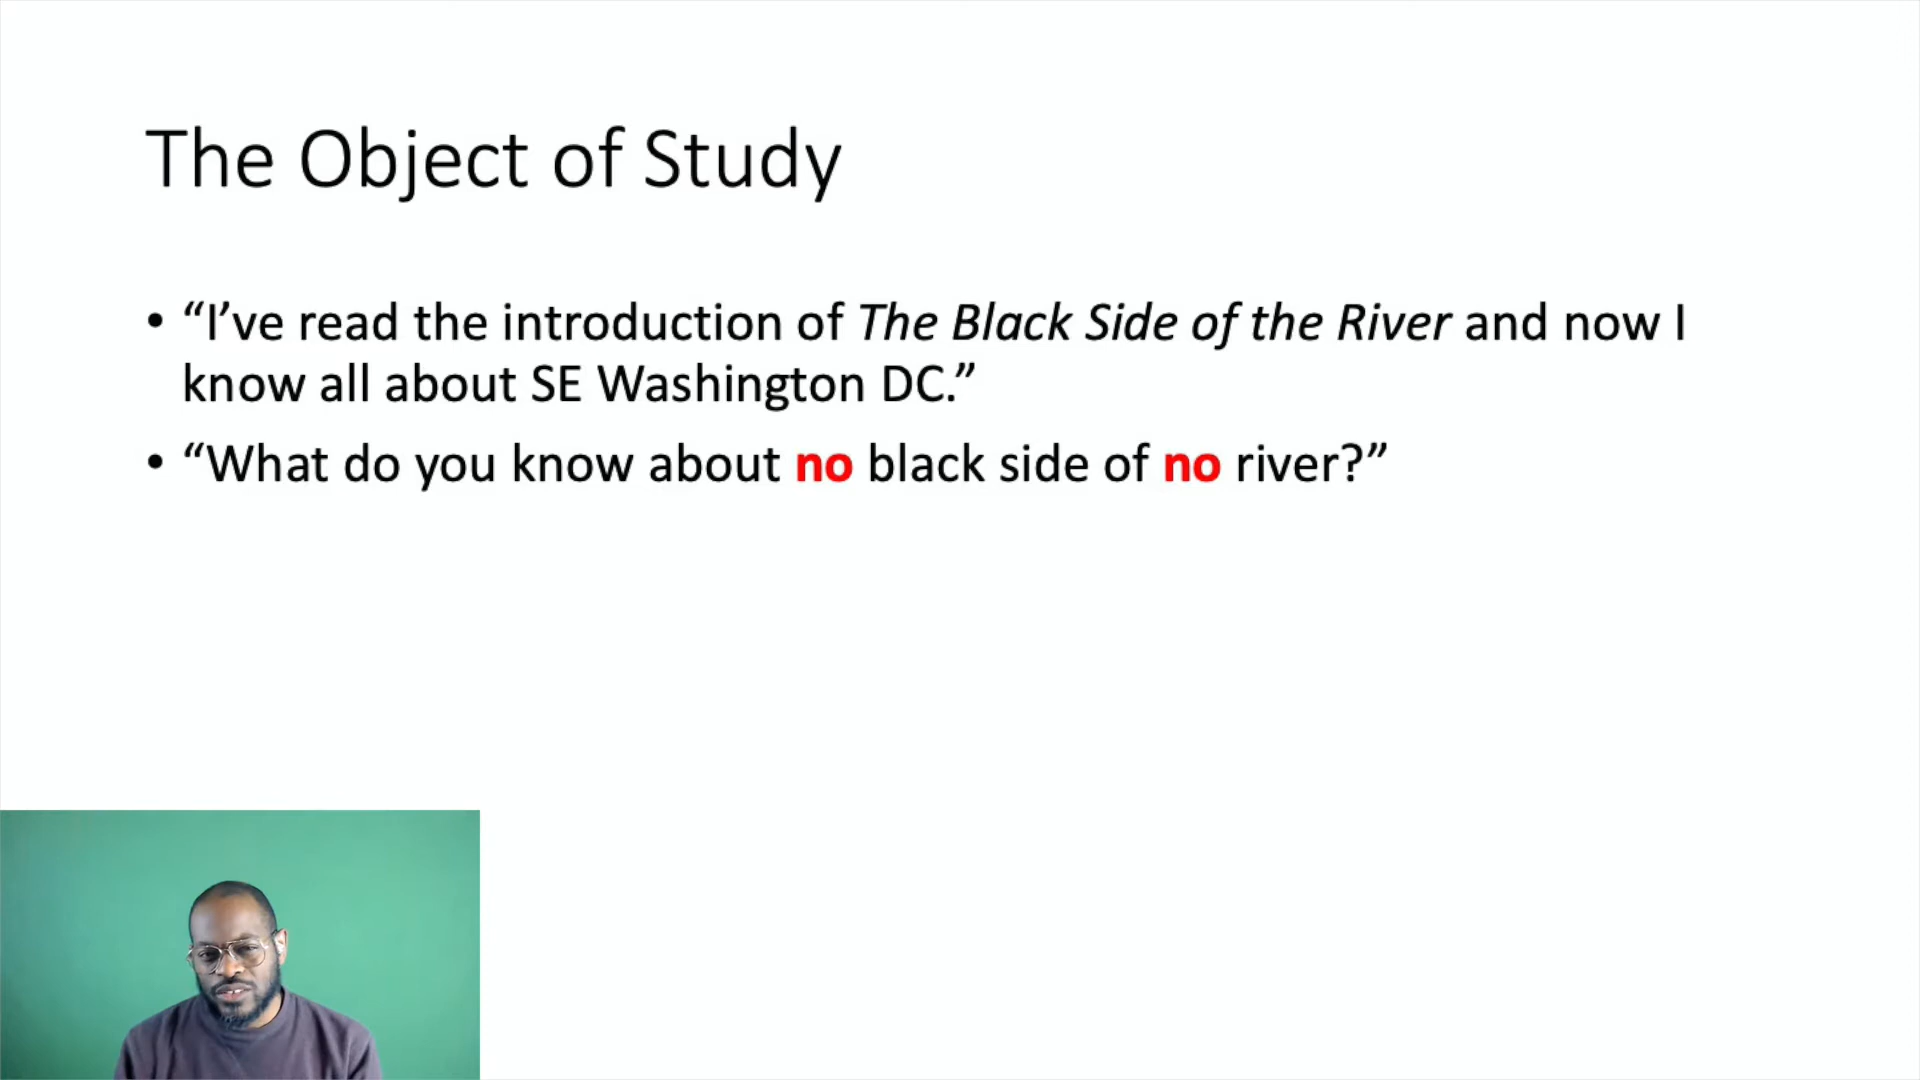 The Object of Study
• “I’ve read the introduction of The Black Side of the River and now I
know all about SE Washington DC.”
• “What do you know about no black side of no river?”